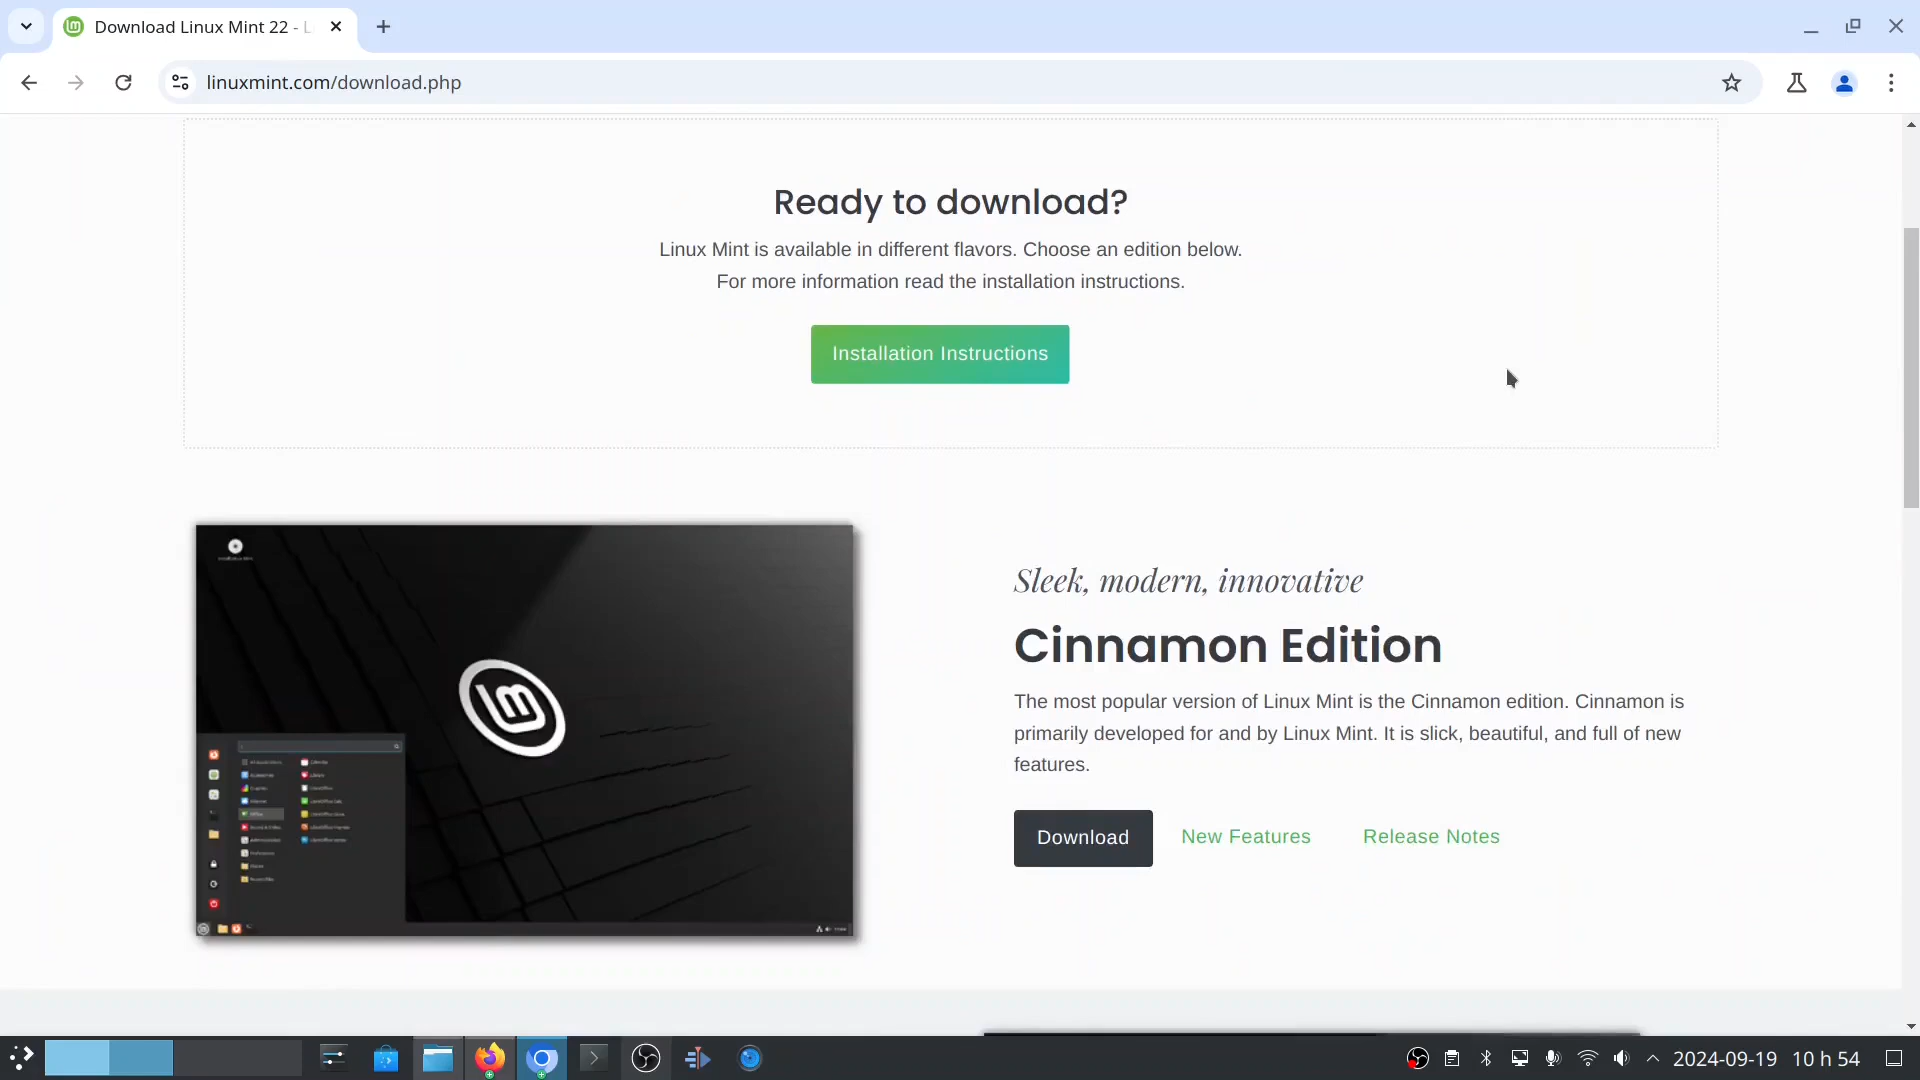 Download Linux Mint 22 - L
linuxmint.com/download.php
Ready to download?
Linux Mint is available in different flavors. Choose an edition below.
For more information read the installation instructions.
Installation Instructions
Sleek, modern, innovative
Cinnamon Edition
The most popular version of Linux Mint is the Cinnamon edition. Cinnamon is
primarily developed for and by Linux Mint. It is slick, beautiful, and full of new
features.
Download New Features Release Notes
2024-09-19 10 h 54